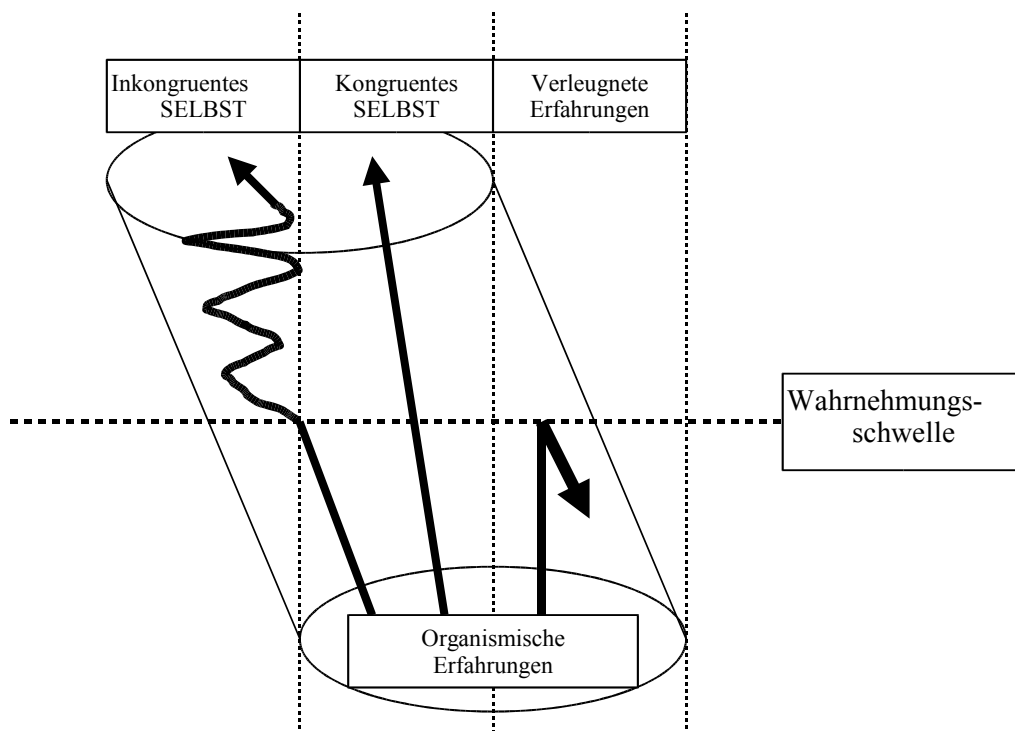 Inkongruentes
SELBST
Kongruentes
SELBST
Verleugnete
Erfahrungen
Wahrnehmungs-
schwelle
Organismische
Erfahrungen